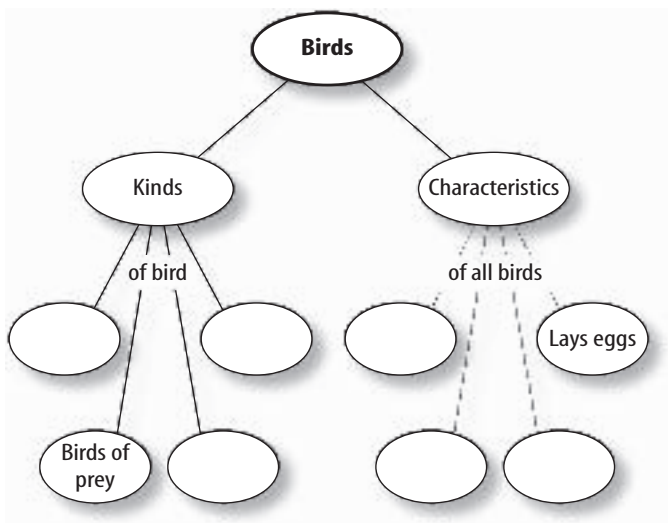 Birds
Kinds
Characteristics
of bird
of all birds
Lays eggs
Birds of
prey